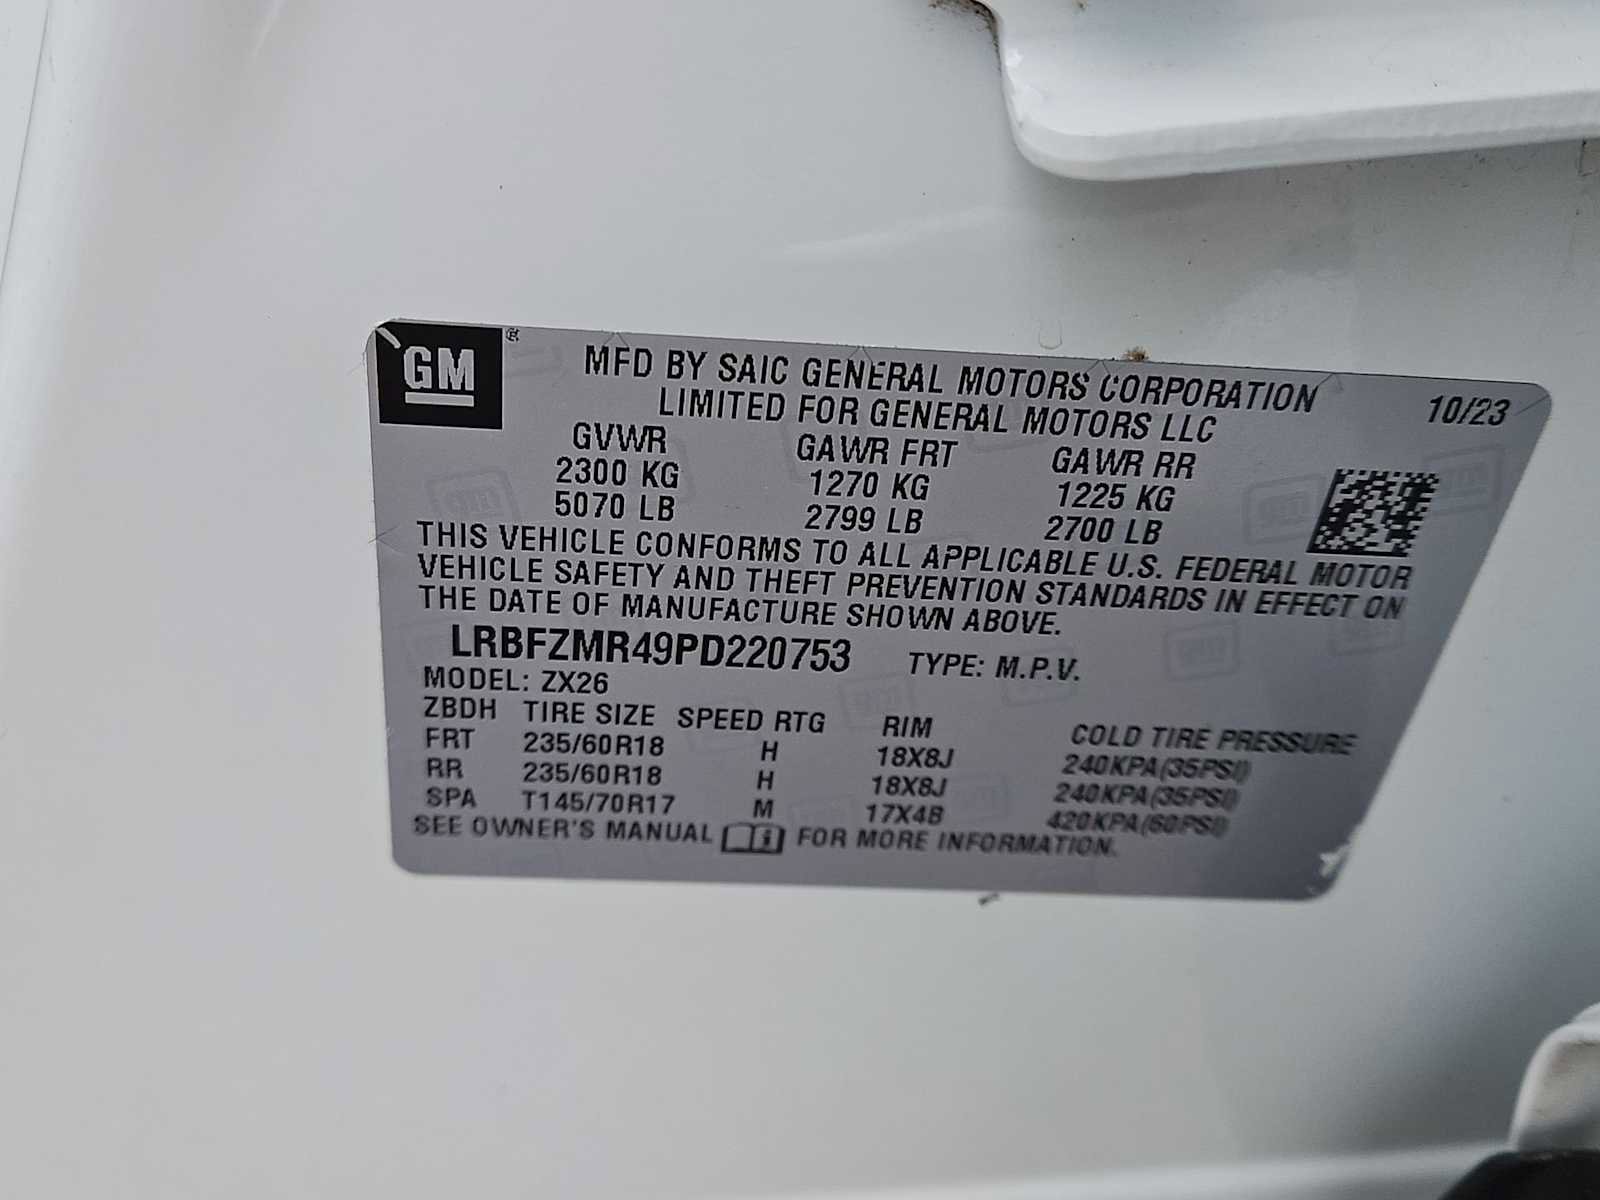 GM
MFD BY SAIC GENERAL MOTORS CORPORATION
LIMITED FOR GENERAL MOTORS LLC
10/23
GVWR GAWR FRT GAWR RR
2300 KG 1270 KG 1225 KG
5070 LB 2799 LB 2700 LB
THIS VEHICLE CONFORMS TO ALL APPLICABLE U.S. FEDERAL MOTOR
VEHICLE SAFETY AND THEFT PREVENTION STANDARDS IN EFFECT ON
THE DATE OF MANUFACTURE SHOWN ABOVE.
LRBFZMR49PD220753 TYPE: M.P.V.
MODEL: ZX26
ZBDH TIRE SIZE SPEED RTG RIM COLD TIRE PRESSURE
FRT 235/60R18 H 18X8J 240KPA(35PSI)
RR 235/60R18 H 18X8J 240KPA(35PSI)
SPA T145/70R17 M 17X4B 420KPA(60PSI)
SEE OWNER'S MANUAL FOR MORE INFORMATION.